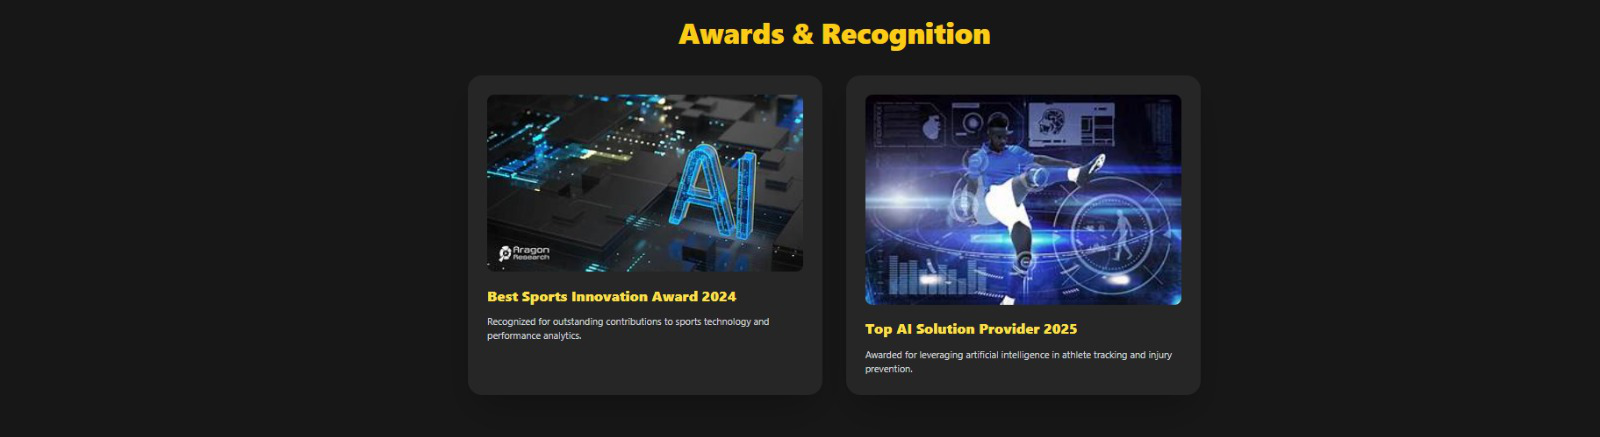 Awards & Recognition
AI
Aragon
Research
Best Sports Innovation Award 2024
Recognized for outstanding contributions to sports technology and
performance analytics.
Top AI Solution Provider 2025
Awarded for leveraging artificial intelligence in athlete tracking and injury
prevention.